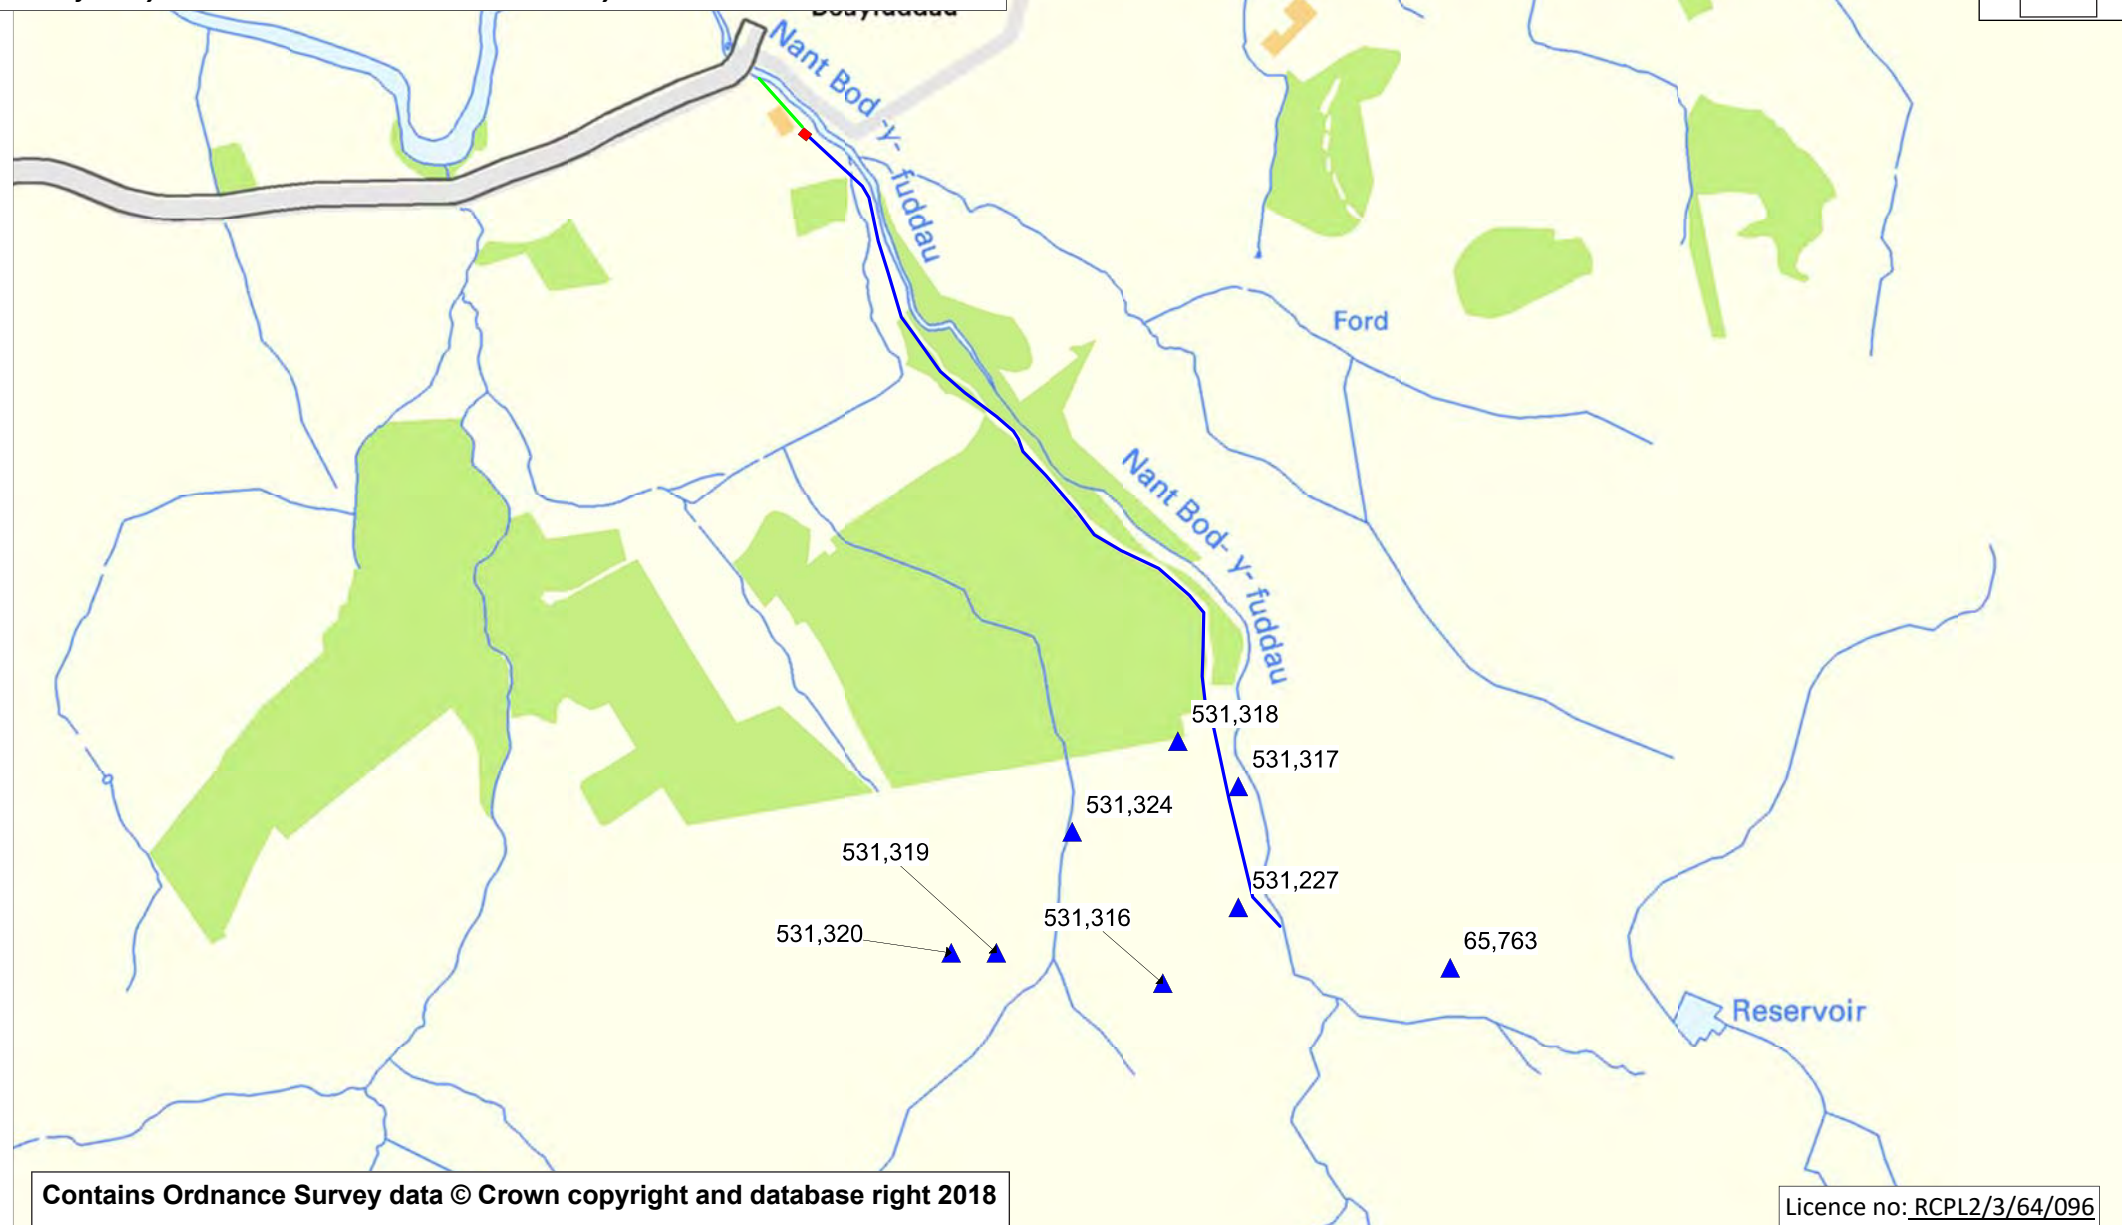 Nant Bod-y-fuddau
Ford
Nant Bod-y-fuddau
531,318
531,317
531,324
531,319
531,227
531,316
531,320
65,763
Reservoir
Contains Ordnance Survey data © Crown copyright and database right 2018
Licence no: RCPL2/3/64/096